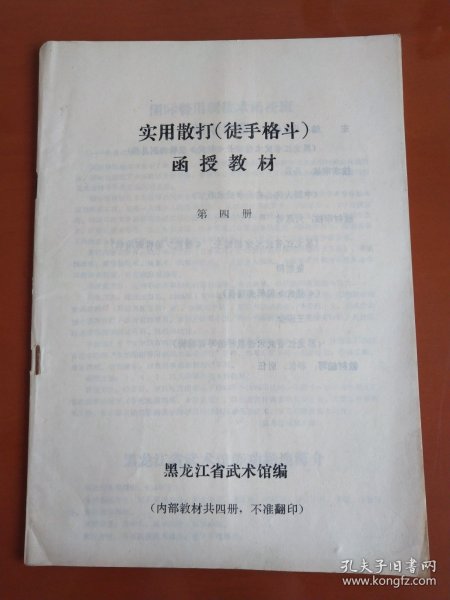 实用散打(徒手格斗)
函授教材
第四册
黑龙江省武术馆编
(内部教材共四册,不准翻印)
孔夫子旧书网
www.kongfz.com